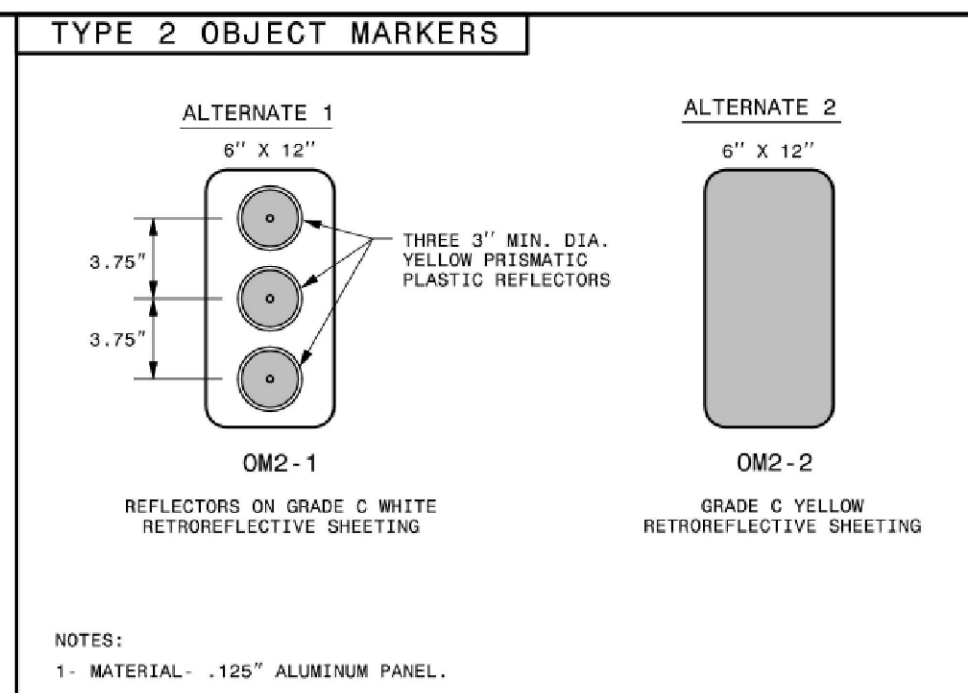 TYPE 2 OBJECT MARKERS
ALTERNATE 1
6" X 12"
3.75"
3.75"
THREE 3" MIN. DIA.
YELLOW PRISMATIC
PLASTIC REFLECTORS
OM2-1
REFLECTORS ON GRADE C WHITE
RETROREFLECTIVE SHEETING
ALTERNATE 2
6" X 12"
OM2-2
GRADE C YELLOW
RETROREFLECTIVE SHEETING
NOTES:
1- MATERIAL- .125" ALUMINUM PANEL.